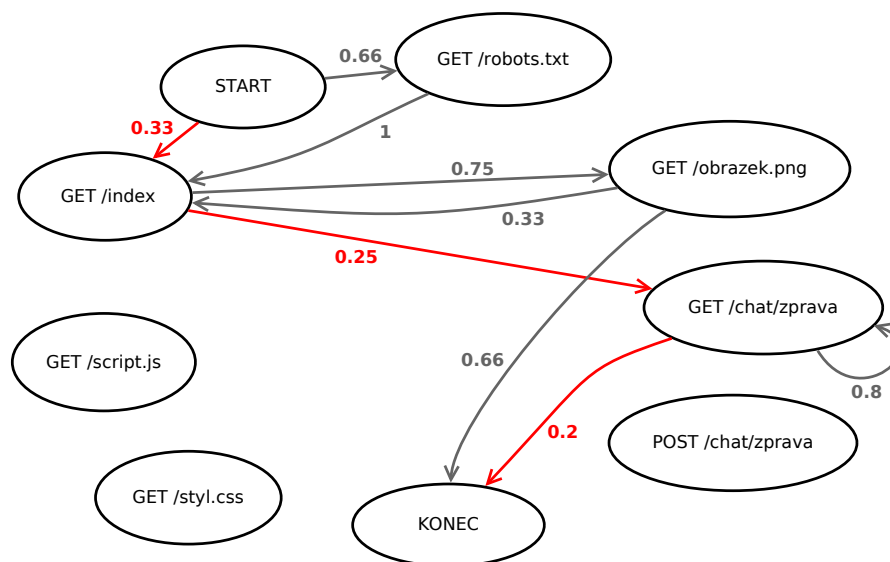 0.66
GET /robots.txt
START
0.33
1
0.75
GET /obrazek.png
GET /index
0.33
0.25
GET /chat/zprava
GET /script.js
0.66
0.8
0.2
POST /chat/zprava
GET /styl.css
KONEC